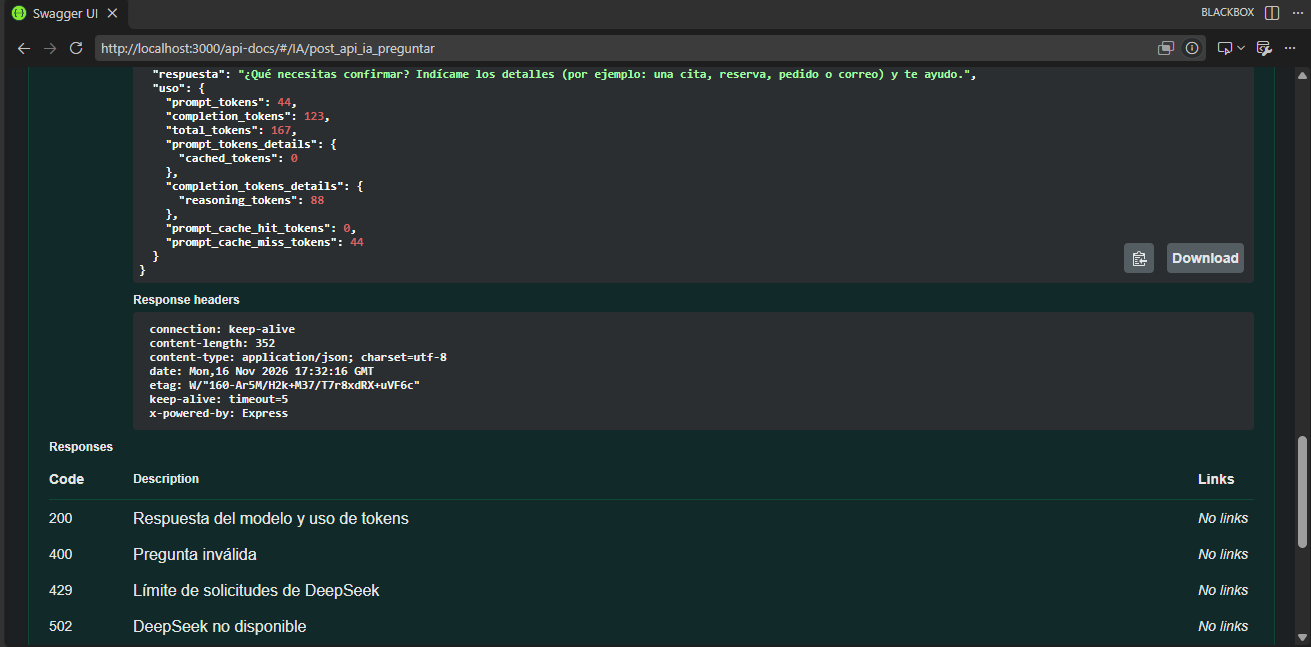 Swagger UI
BLACKBOX
http://localhost:3000/api-docs/#/IA/post_api_ia_preguntar
"respuesta": "¿Qué necesitas confirmar? Indícame los detalles (por ejemplo: una cita, reserva, pedido o correo) y te ayudo.",
"uso": {
"prompt_tokens": 44,
"completion_tokens": 123,
"total_tokens": 167,
"prompt_tokens_details": {
"cached_tokens": 0
},
"completion_tokens_details": {
"reasoning_tokens": 88
},
"prompt_cache_hit_tokens": 0,
"prompt_cache_miss_tokens": 44
}
}
Download
Response headers
connection: keep-alive
content-length: 352
content-type: application/json; charset=utf-8
date: Mon,16 Nov 2026 17:32:16 GMT
etag: W/"160-Ar5M/H2k+M37/T7r8xdRX+uVF6c"
keep-alive: timeout=5
x-powered-by: Express
Responses
Code Description Links
200 Respuesta del modelo y uso de tokens No links
400 Pregunta inválida No links
429 Límite de solicitudes de DeepSeek No links
502 DeepSeek no disponible No links